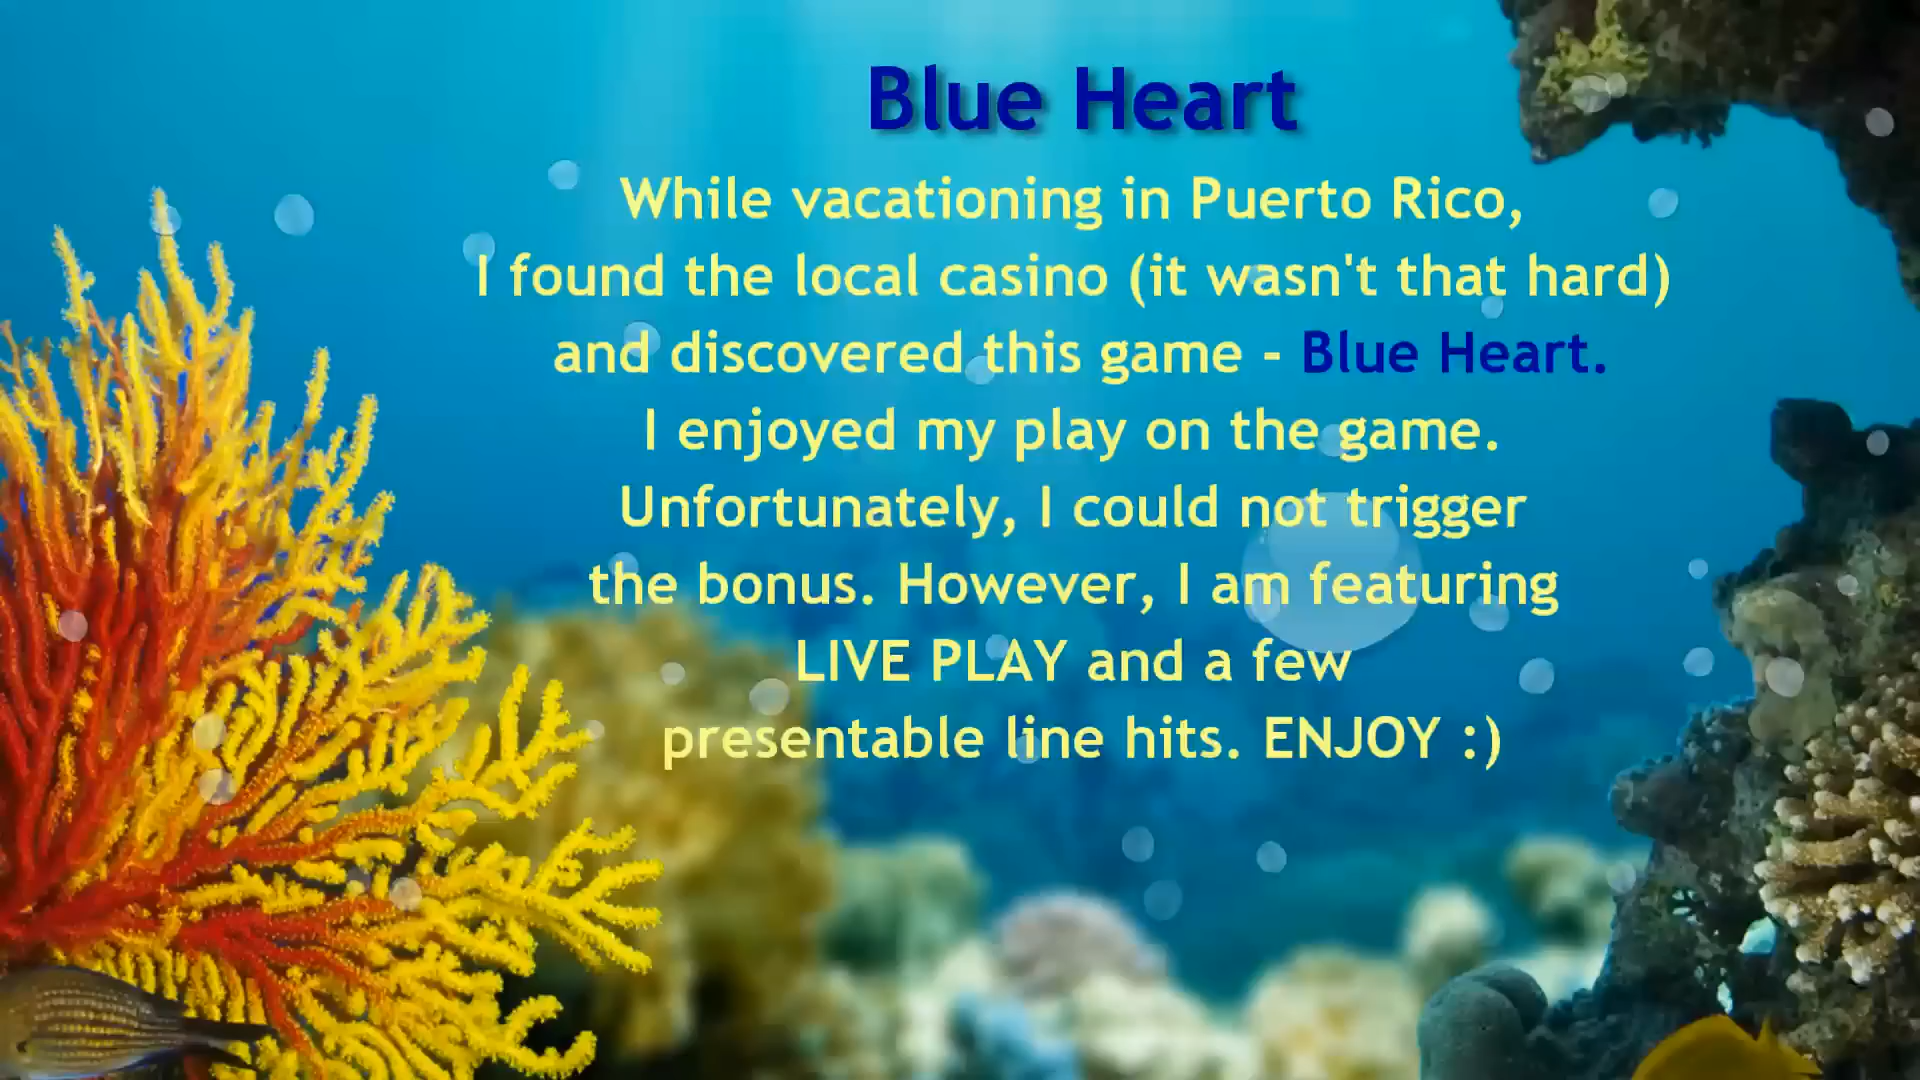 Blue Heart
While vacationing in Puerto Rico,
I found the local casino (it wasn't that hard)
and discovered this game - Blue Heart.
I enjoyed my play on the game.
Unfortunately, I could not trigger
the bonus. However, I am featuring
LIVE PLAY and a few
presentable line hits. ENJOY :)